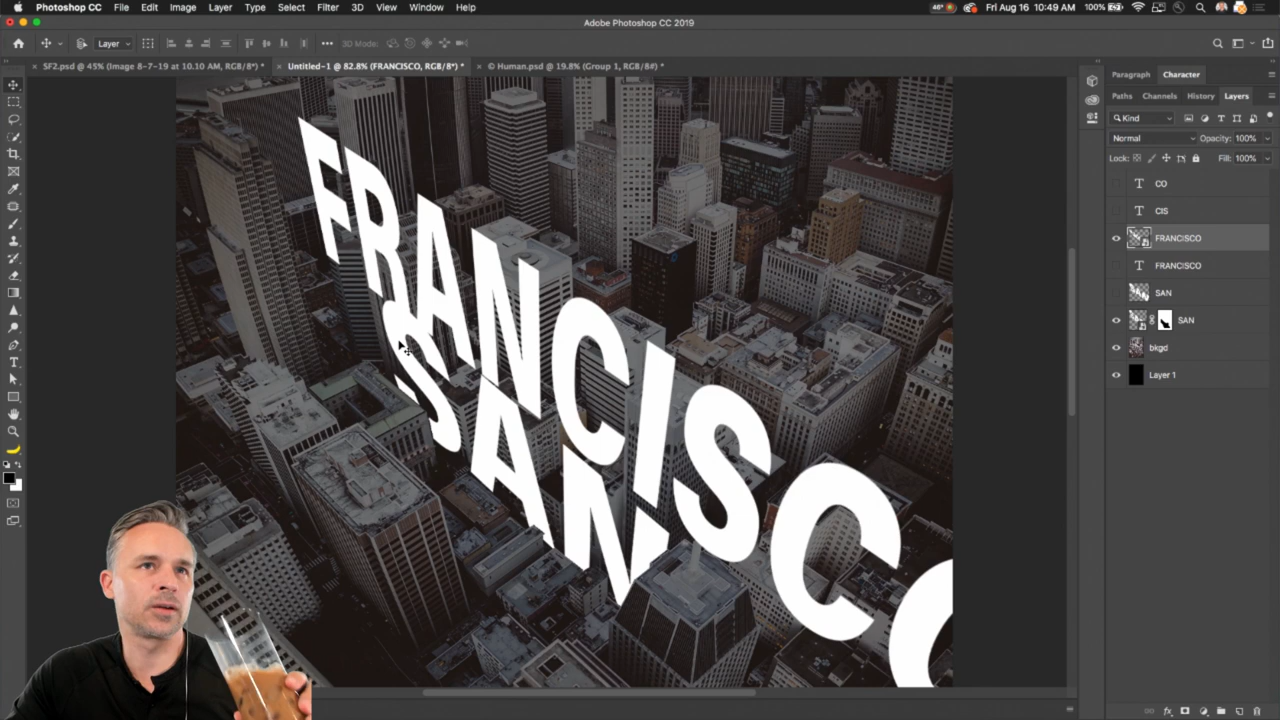 Photoshop CC File Edit Image Layer Type Select Filter 3D View Window Help
46° Fri Aug 16 10:49 AM 100%
Adobe Photoshop CC 2019
Layer 3D Mode:
SF2.psd @ 45% (Image 8-7-19 at 10.10 AM, RGB/8*) * Untitled-1 @ 82.8% (FRANCISCO, RGB/8*) * © Human.psd @ 19.8% (Group 1, RGB/8#) *
Paragraph Character
Paths Channels History Layers
Kind
Normal Opacity: 100%
Lock: Fill: 100%
CO
CIS
FRANCISCO
FRANCISCO
SAN
SAN
bkgd
Layer 1
FRANCISCO
SAN